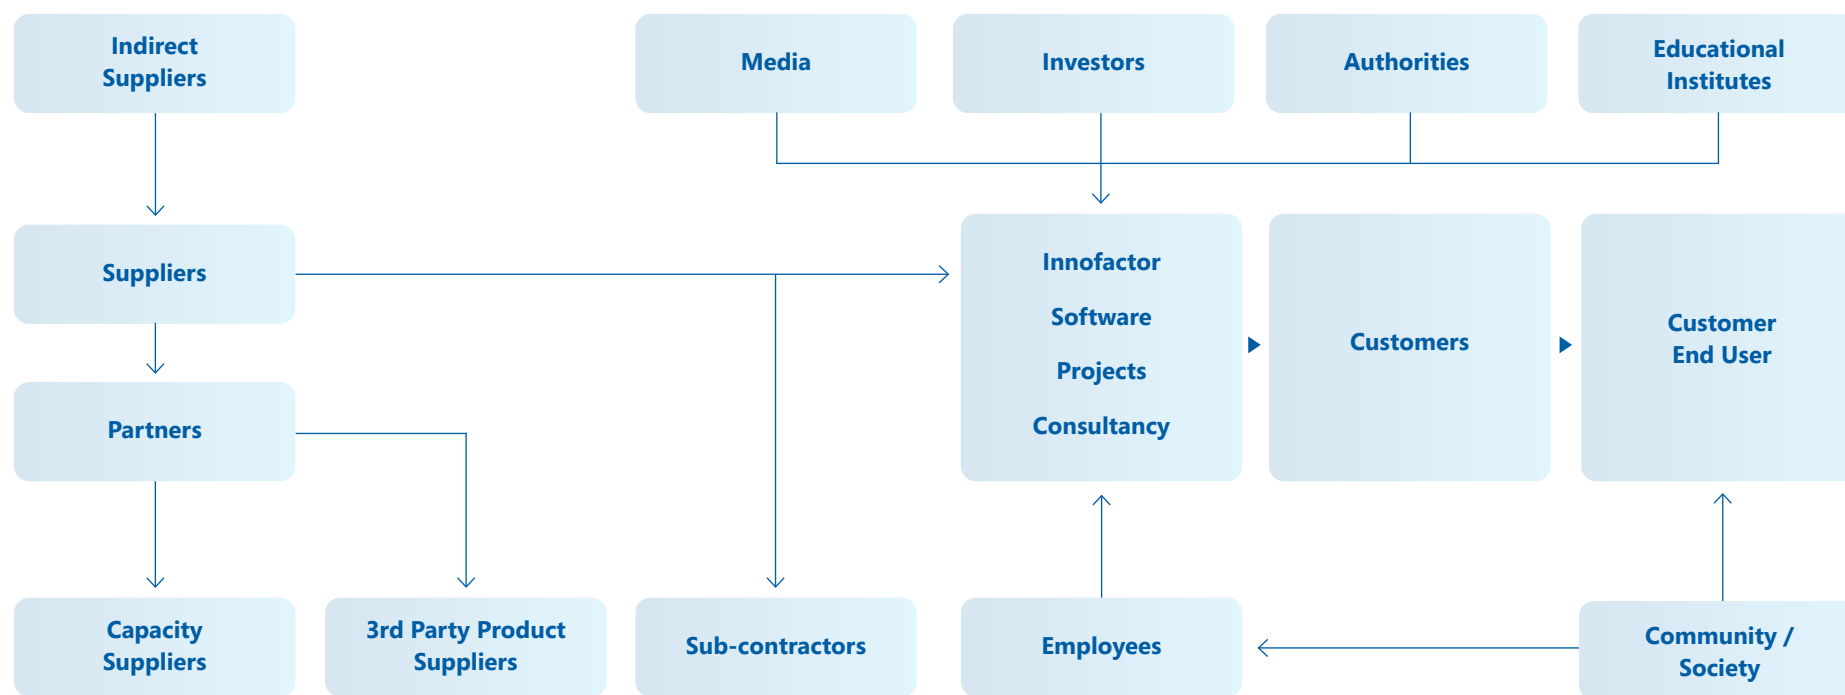 Indirect
Suppliers
Media
Investors
Authorities
Educational
Institutes
Suppliers
Innofactor
Software
Projects
Consultancy
Customers
Customer
End User
Partners
Capacity
Suppliers
3rd Party Product
Suppliers
Sub-contractors
Employees
Community /
Society